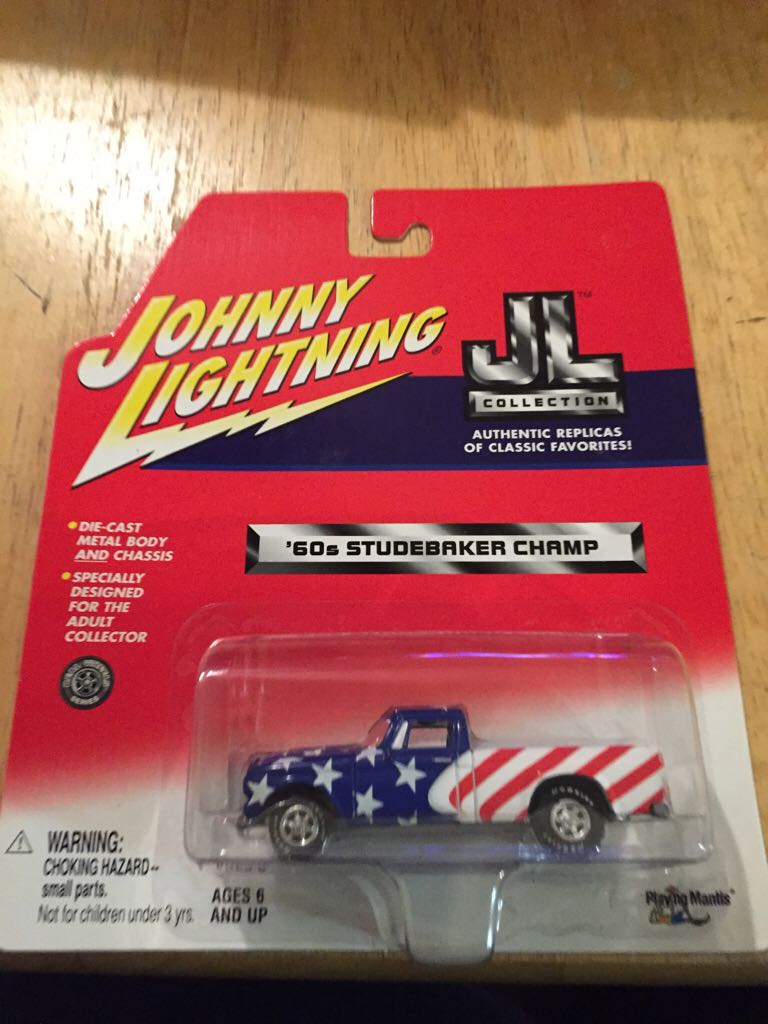 JOHNNY
LIGHTNING®
JL™
COLLECTION
AUTHENTIC REPLICAS
OF CLASSIC FAVORITES!
DIE-CAST
METAL BODY
AND CHASSIS
SPECIALLY
DESIGNED
FOR THE
ADULT
COLLECTOR
'60s STUDEBAKER CHAMP
SERIES
WARNING:
CHOKING HAZARD--
small parts.
Not for children under 3 yrs.
AGES 6
AND UP
Playing Mantis®